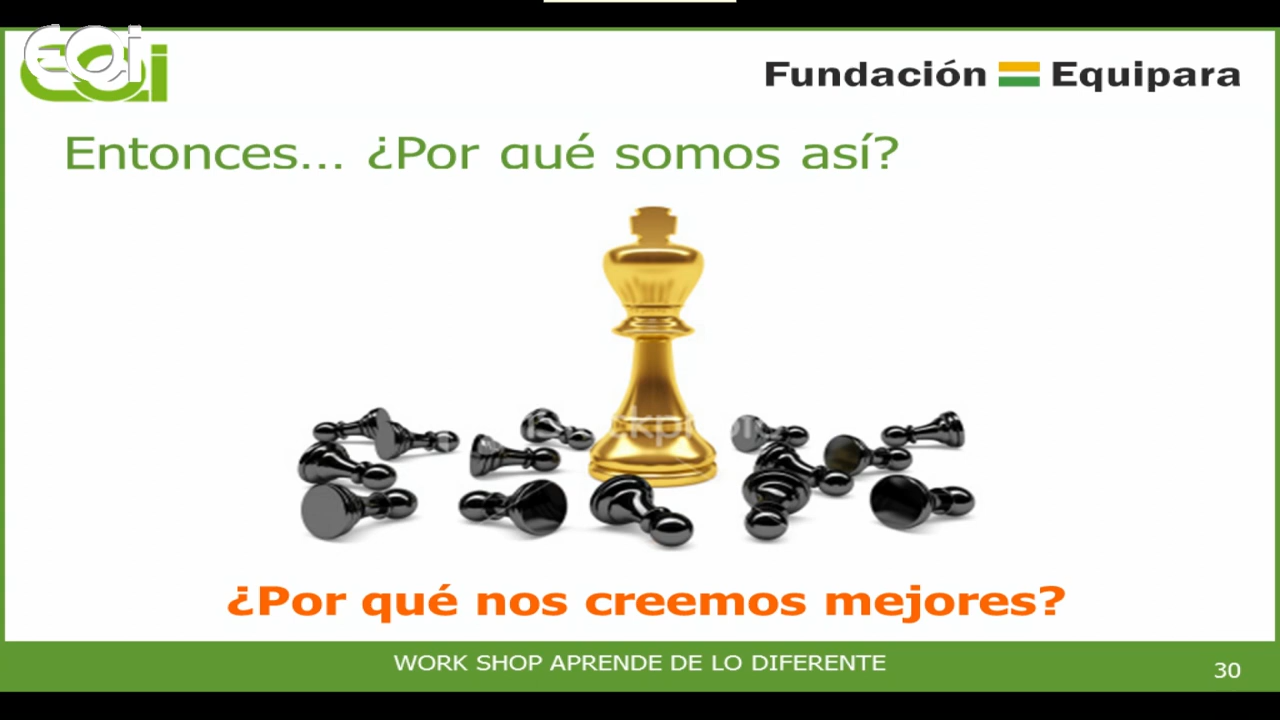 eoi
Fundación Equipara
Entonces... ¿Por qué somos así?
¿Por qué nos creemos mejores?
WORK SHOP APRENDE DE LO DIFERENTE
30